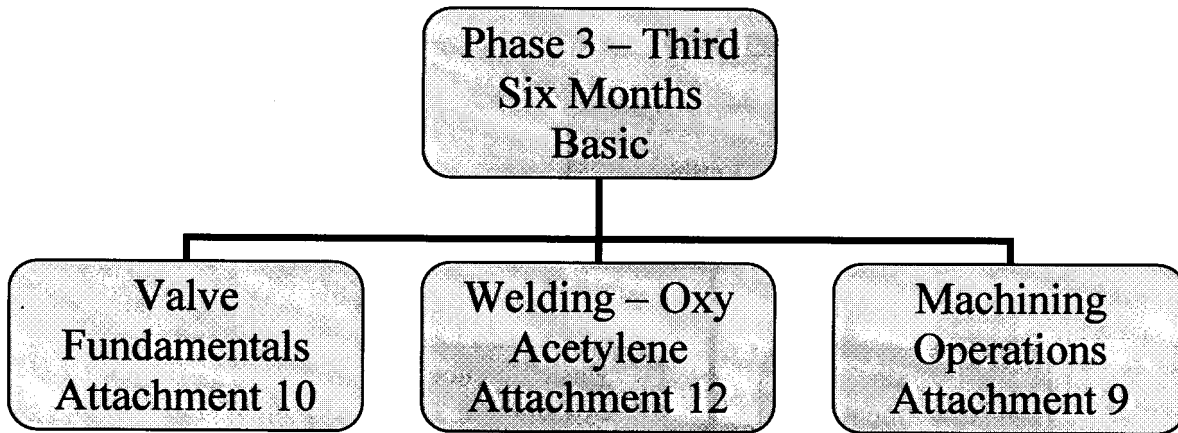 Phase 3 – Third
Six Months
Basic
Valve
Fundamentals
Attachment 10
Welding – Oxy
Acetylene
Attachment 12
Machining
Operations
Attachment 9